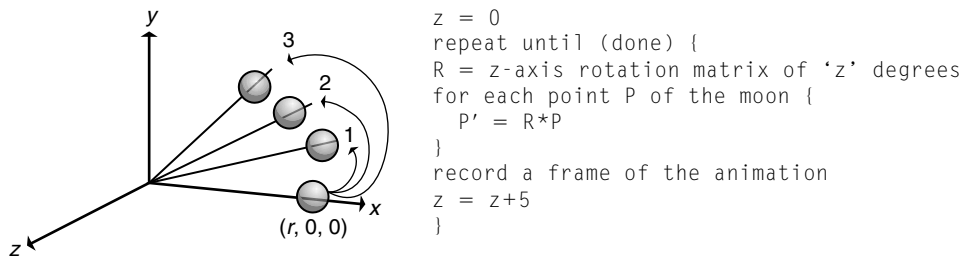 y
3
2
1
x
(r, 0, 0)
z
z = 0
repeat until (done) {
R = z-axis rotation matrix of ‘z’ degrees
for each point P of the moon {
P′ = R*P
}
record a frame of the animation
z = z+5
}